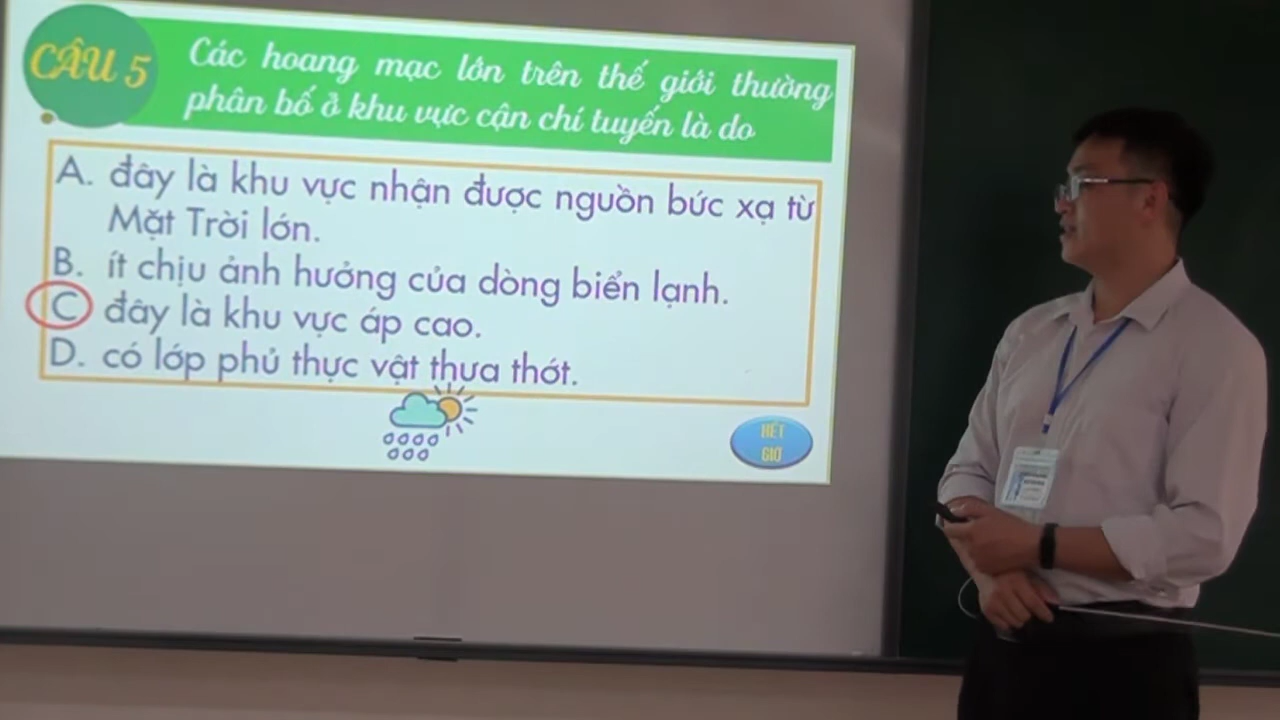 CÂU 5
Các hoang mạc lớn trên thế giới thường
phân bố ở khu vực cận chí tuyến là do
A. đây là khu vực nhận được nguồn bức xạ từ
Mặt Trời lớn.
B. ít chịu ảnh hưởng của dòng biển lạnh.
C đây là khu vực áp cao.
D. có lớp phủ thực vật thưa thớt.
HẾT
GIỜ